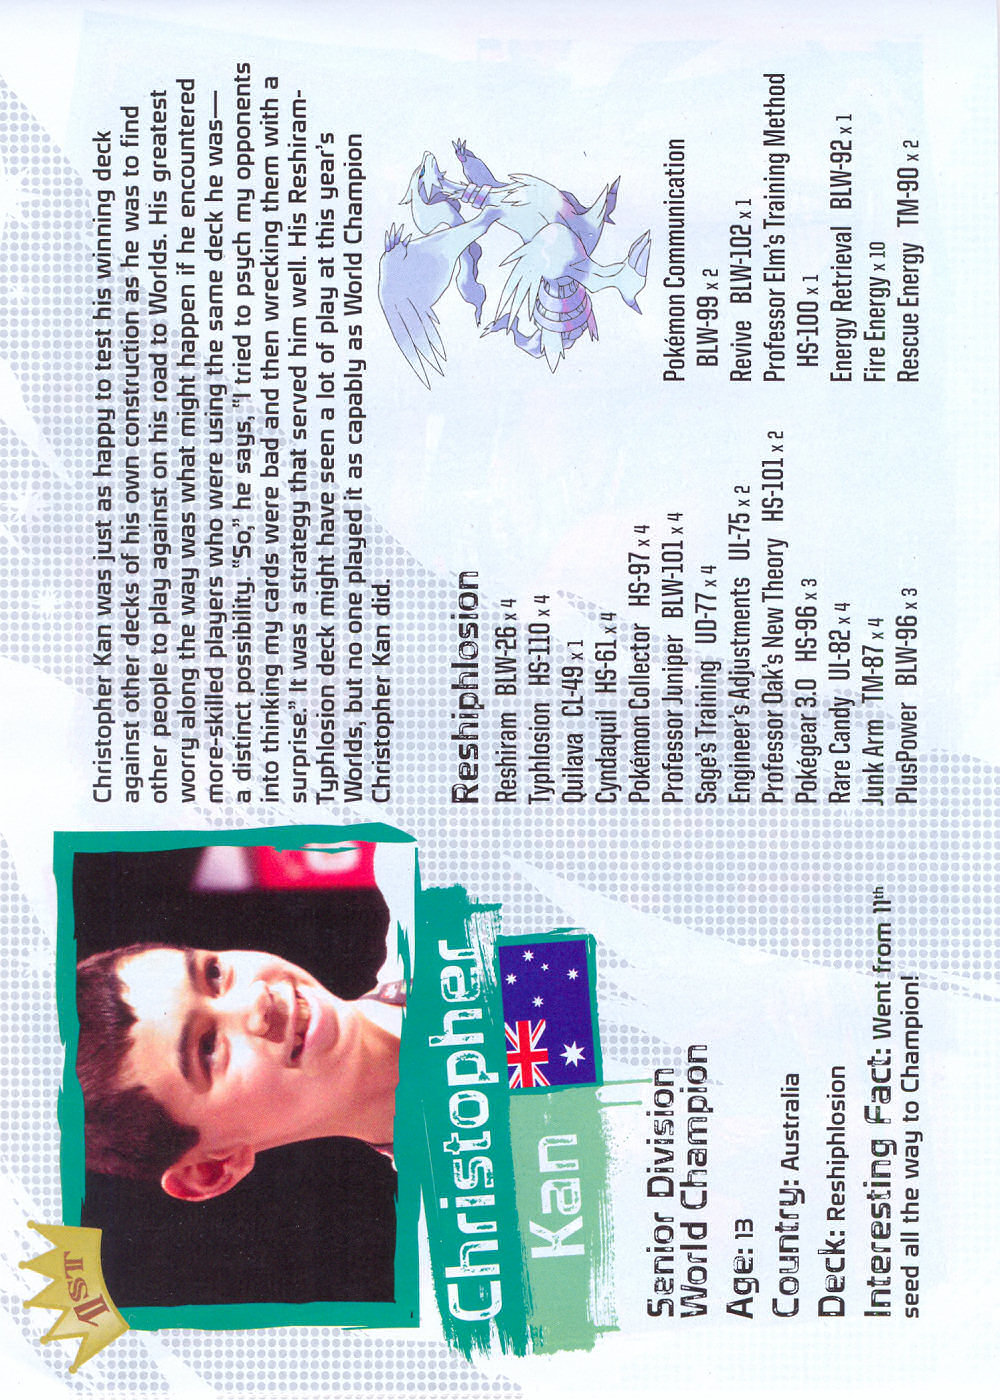 1ST
Christopher
Kan
Senior Division
World Champion
Age: 13
Country: Australia
Deck: Reshiphlosion
Interesting Fact: Went from 11th
seed all the way to Champion!
Christopher Kan was just as happy to test his winning deck
against other decks of his own construction as he was to find
other people to play against on his road to Worlds. His greatest
worry along the way was what might happen if he encountered
more-skilled players who were using the same deck he was—
a distinct possibility. “So,” he says, “I tried to psych my opponents
into thinking my cards were bad and then wrecking them with a
surprise.” It was a strategy that served him well. His Reshiram-
Typhlosion deck might have seen a lot of play at this year’s
Worlds, but no one played it as capably as World Champion
Christopher Kan did.
Reshiphlosion
Reshiram BLW-26 x 4
Typhlosion HS-110 x 4
Quilava CL-49 x 1
Cyndaquil HS-61 x 4
Pokémon Collector HS-97 x 4
Professor Juniper BLW-101 x 4
Sage’s Training UD-77 x 4
Engineer’s Adjustments UL-75 x 2
Professor Oak’s New Theory HS-101 x 2
Pokégear 3.0 HS-96 x 3
Rare Candy UL-82 x 4
Junk Arm TM-87 x 4
PlusPower BLW-96 x 3
Pokémon Communication
BLW-99 x 2
Revive BLW-102 x 1
Professor Elm’s Training Method
HS-100 x 1
Energy Retrieval BLW-92 x 1
Fire Energy x 10
Rescue Energy TM-90 x 2